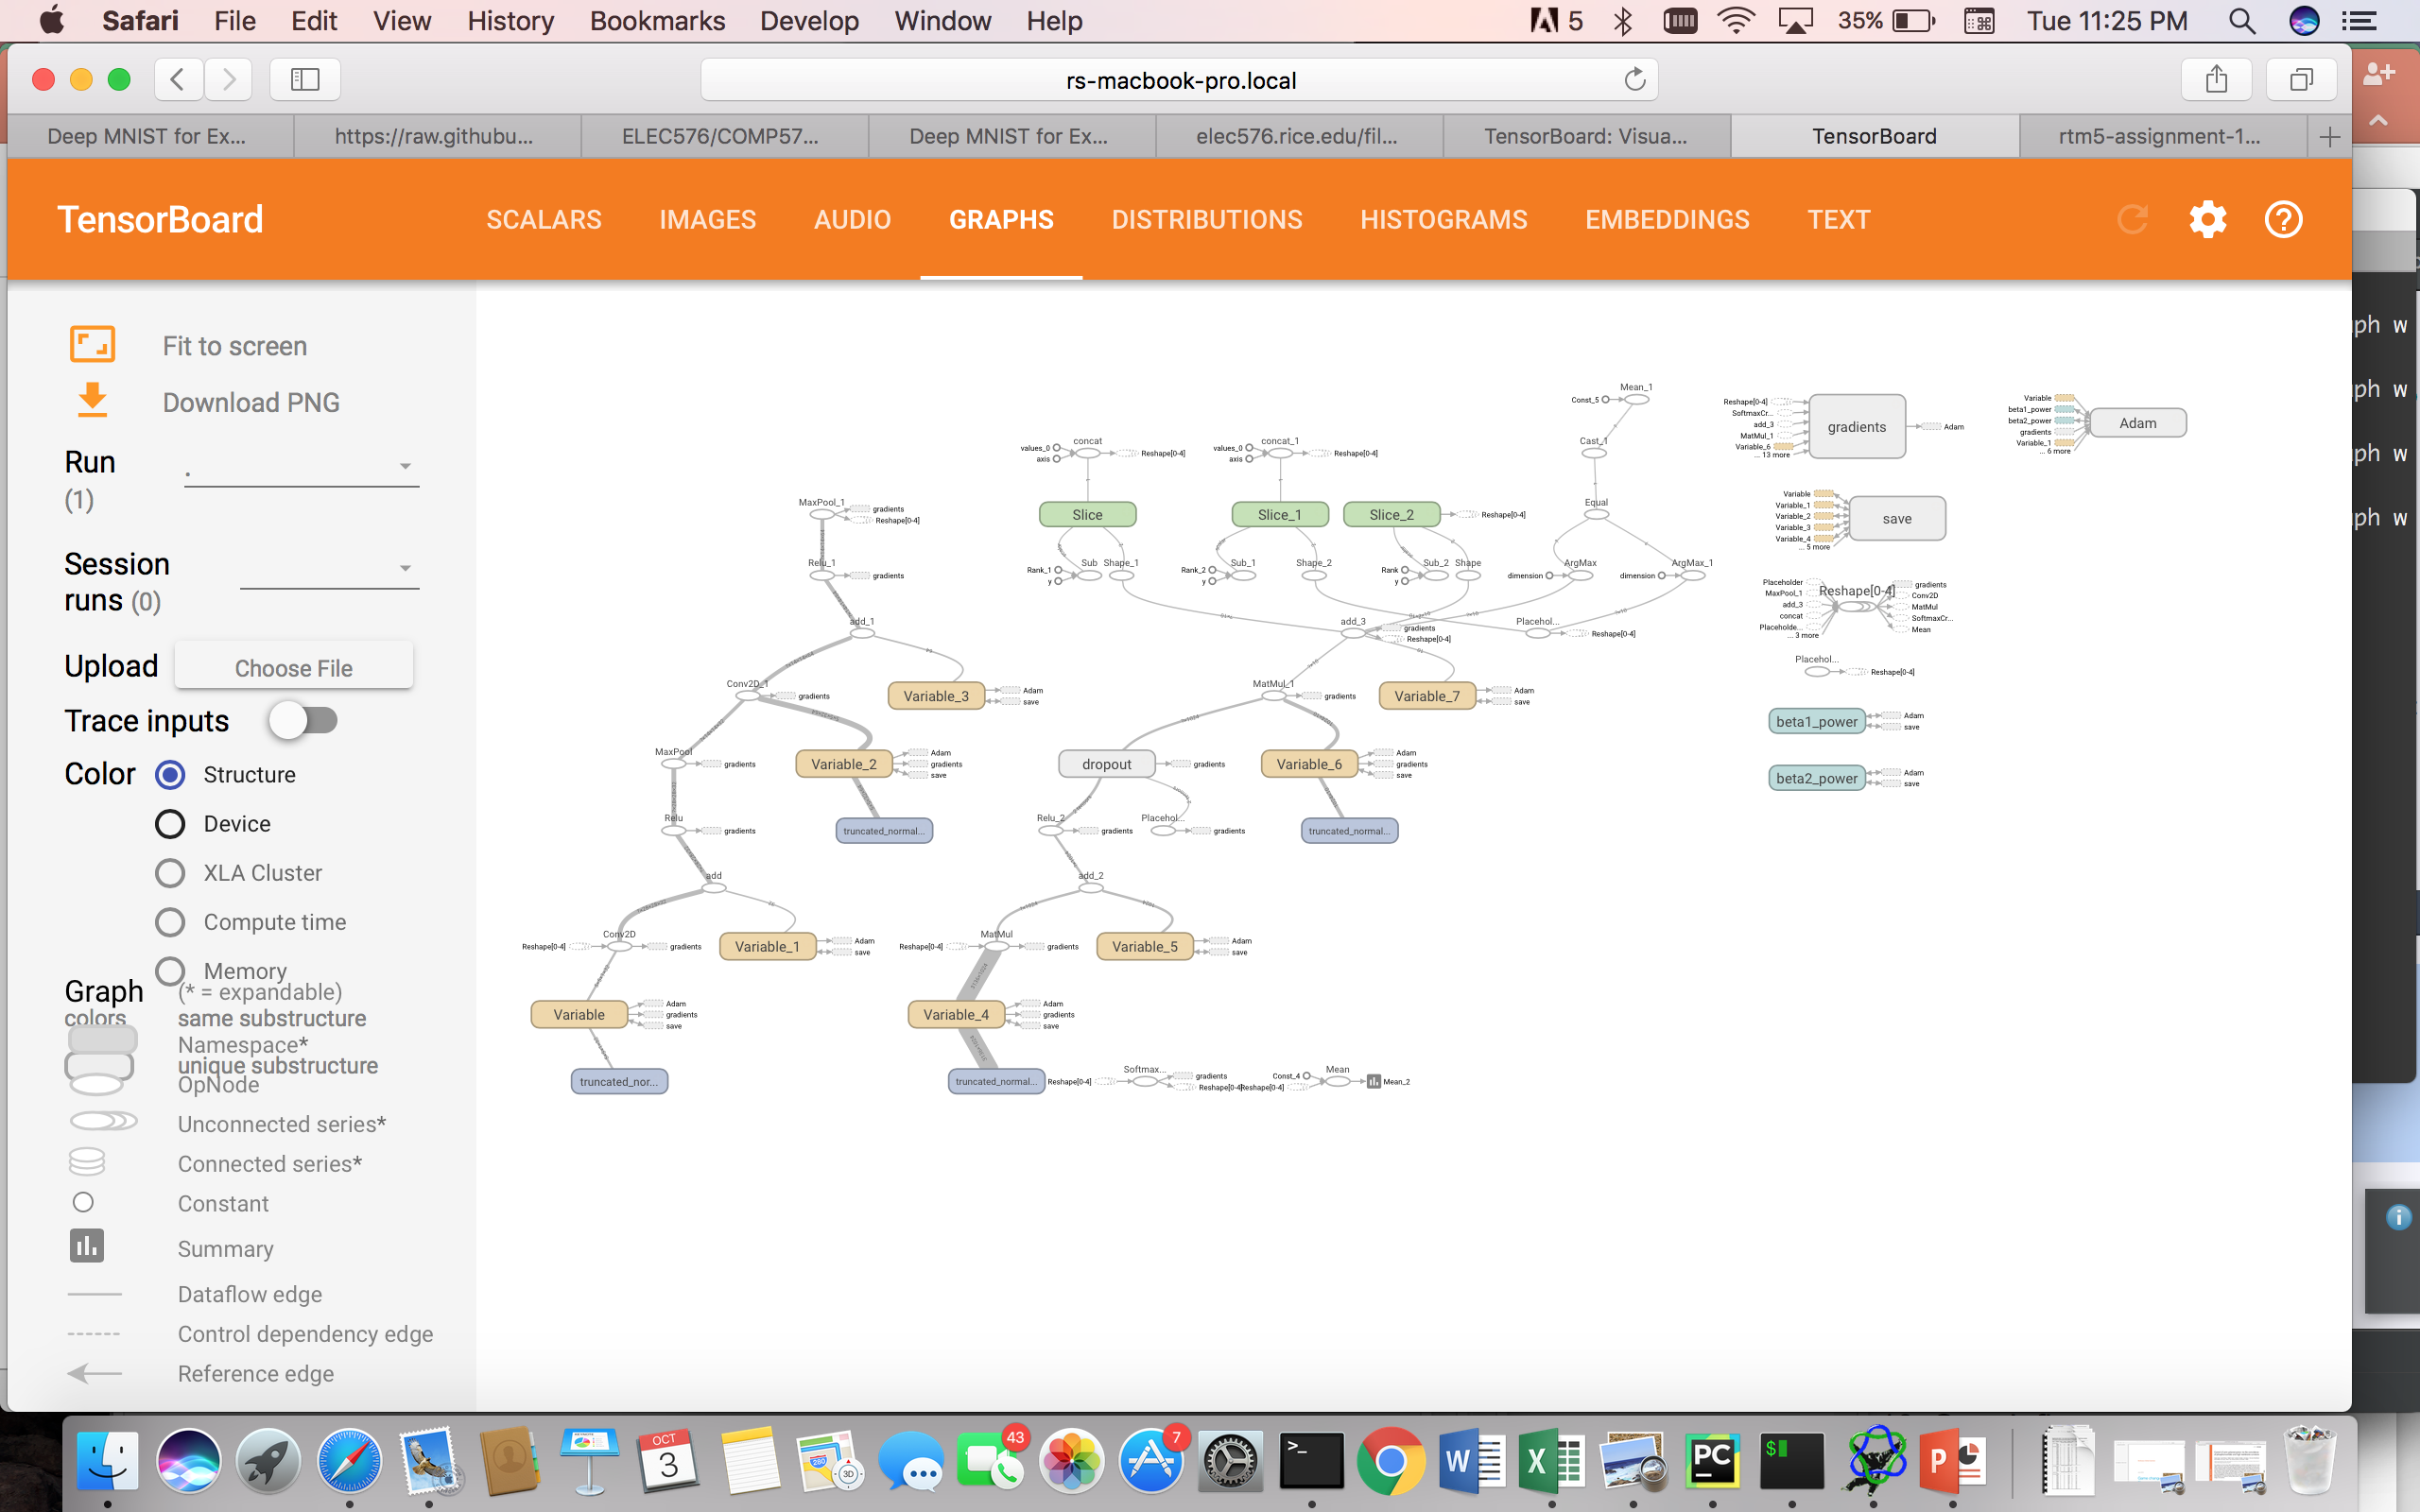 Safari File Edit View History Bookmarks Develop Window Help 5 35% Tue 11:25 PM
rs-macbook-pro.local
Deep MNIST for Ex... https://raw.githubu... ELEC576/COMP57... Deep MNIST for Ex... elec576.rice.edu/fil... TensorBoard: Visua... TensorBoard rtm5-assignment-1...
TensorBoard SCALARS IMAGES AUDIO GRAPHS DISTRIBUTIONS HISTOGRAMS EMBEDDINGS TEXT
Fit to screen
Download PNG
Run
(1)
.
Session
runs (0)
Upload Choose File
Trace inputs
Color Structure
Device
XLA Cluster
Compute time
Memory
Graph (* = expandable)
colors same substructure
Namespace*
unique substructure
OpNode
Unconnected series*
Connected series*
Constant
Summary
Dataflow edge
Control dependency edge
Reference edge
Mean_1
Const_5
Cast_1
Equal
ArgMax ArgMax_1
dimension dimension
concat
values_0
axis
Reshape[0-4]
concat_1
values_0
axis
Reshape[0-4]
Slice Slice_1 Slice_2 Reshape[0-4]
Rank_1
y
Sub Shape_1
Rank_2
y
Sub_1 Shape_2
Rank
y
Sub_2 Shape
MaxPool_1
gradients
Reshape[0-4]
Relu_1
gradients
add_1
add_3
gradients
Reshape[0-4]
Placehol...
Reshape[0-4]
Conv2D_1
gradients
Variable_3
Adam
save
MatMul_1
gradients
Variable_7
Adam
save
MaxPool
gradients
Variable_2
Adam
gradients
save
dropout
gradients
Variable_6
Adam
gradients
save
Relu
gradients
truncated_normal...
Relu_2
gradients
Placehol...
gradients
truncated_normal...
add
add_2
Reshape[0-4]
Conv2D
gradients
Variable_1
Adam
save
Reshape[0-4]
MatMul
gradients
Variable_5
Adam
save
Variable
Adam
gradients
save
Variable_4
Adam
gradients
save
truncated_nor...
truncated_normal...
Reshape[0-4]
Softmax...
gradients
Reshape[0-4]
Reshape[0-4]
Const_4
Mean
Mean_2
Reshape[0-4]
SoftmaxCr...
add_3
MatMul_1
Variable_6
... 13 more
gradients
Adam
Variable
beta1_power
beta2_power
gradients
Variable_1
... 6 more
Adam
Variable
Variable_1
Variable_2
Variable_3
Variable_4
... 5 more
save
Placeholder
MaxPool_1
add_3
concat
Placeholde...
... 3 more
Reshape[0-4]
gradients
Conv2D
MatMul
SoftmaxCr...
Mean
Placehol...
Reshape[0-4]
beta1_power
Adam
save
beta2_power
Adam
save
ph w
ph w
ph w
ph w
OCT
3
280
3D
43
7
W
X
PC
$
P